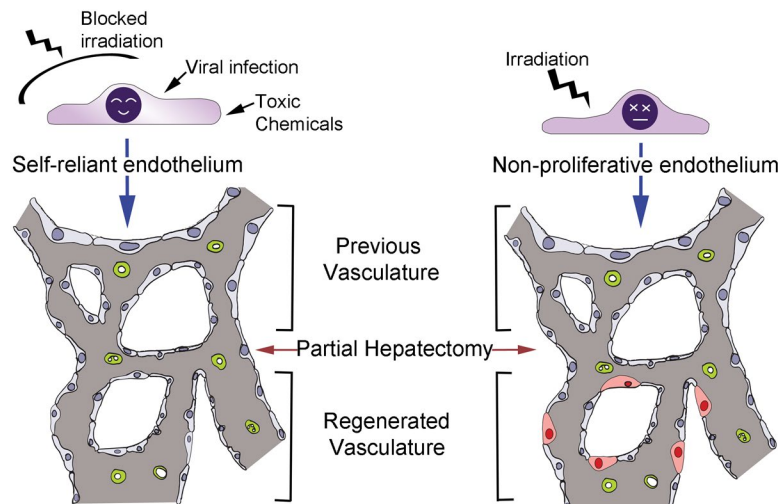 Blocked
irradiation
Viral infection
Toxic
Chemicals
Irradiation
Self-reliant endothelium
Non-proliferative endothelium
Previous
Vasculature
Partial Hepatectomy
Regenerated
Vasculature